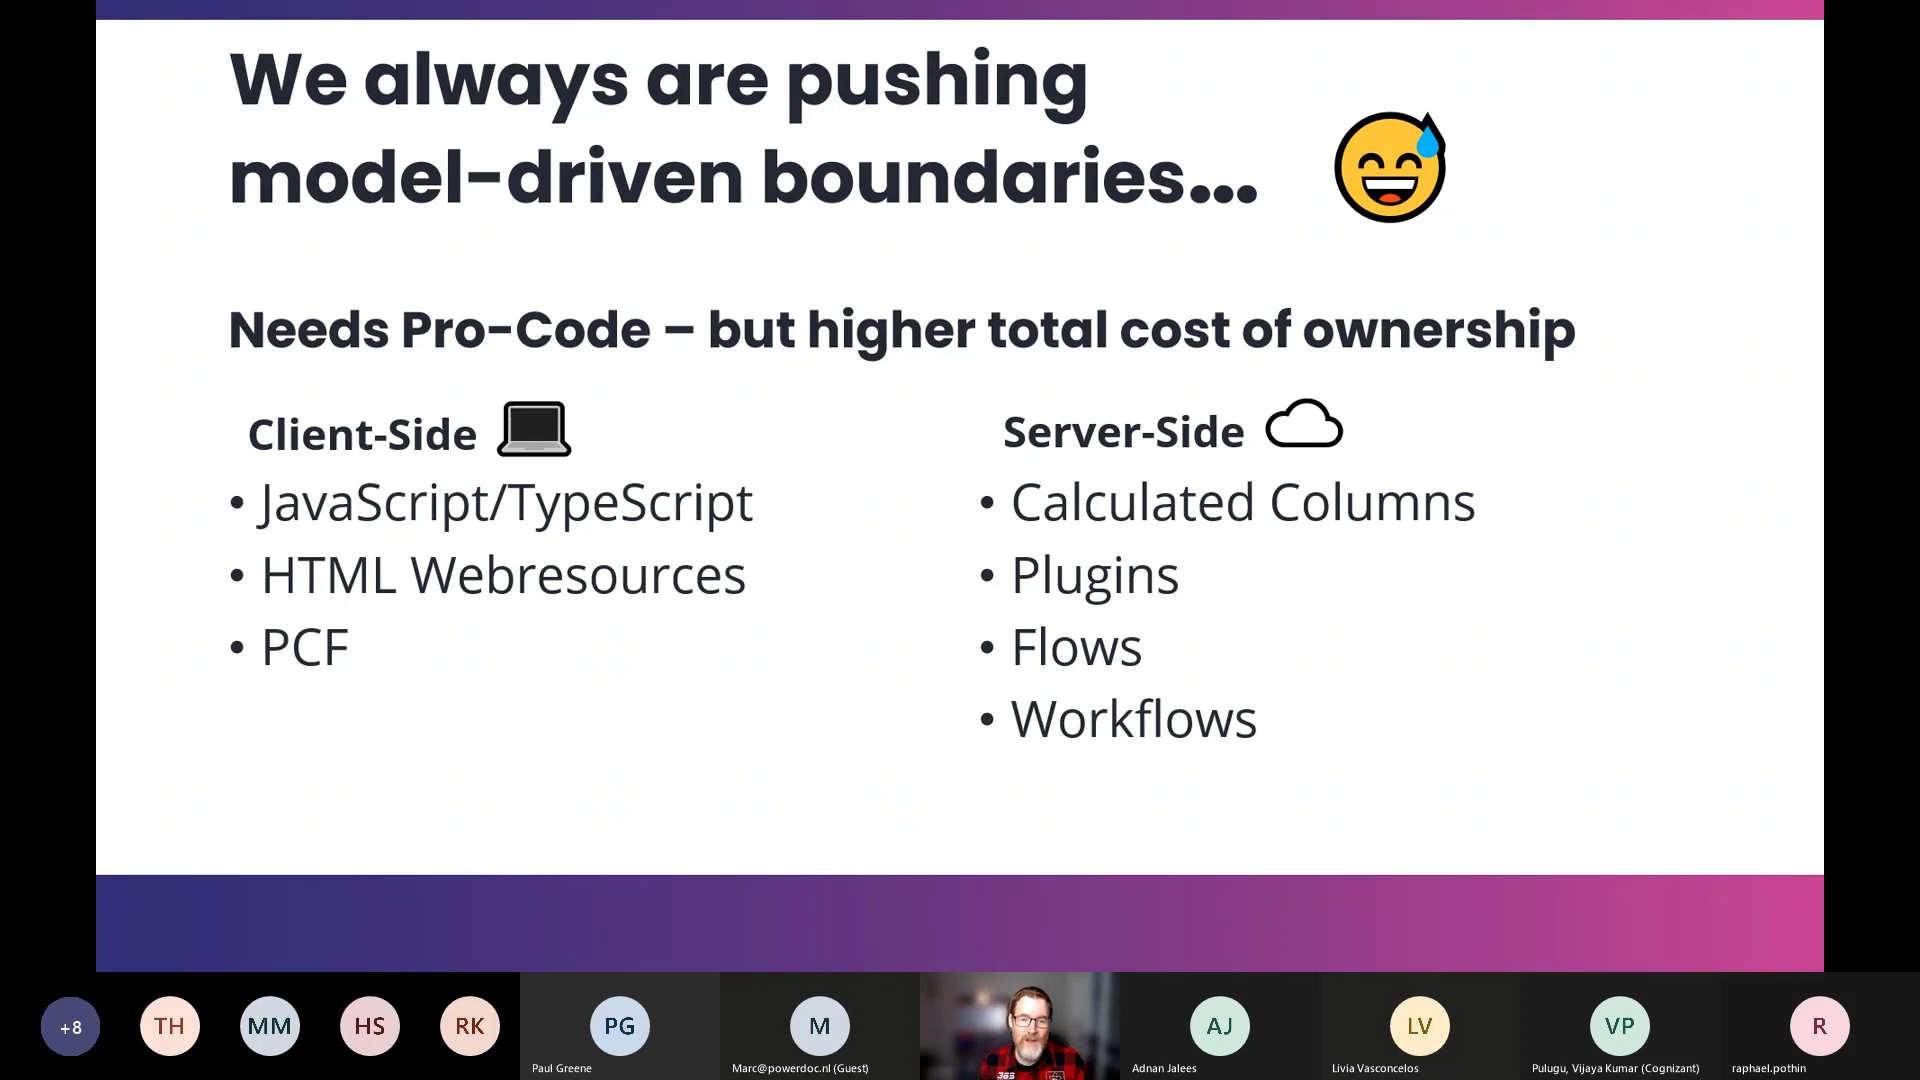 We always are pushing
model-driven boundaries...
Needs Pro-Code – but higher total cost of ownership
Client-Side
• JavaScript/TypeScript
• HTML Webresources
• PCF
Server-Side
• Calculated Columns
• Plugins
• Flows
• Workflows
+8
TH
MM
HS
RK
PG
Paul Greene
M
Marc@powerdoc.nl (Guest)
365
AJ
Adnan Jalees
LV
Livia Vasconcelos
VP
Pulugu, Vijaya Kumar (Cognizant)
R
raphael.pothin